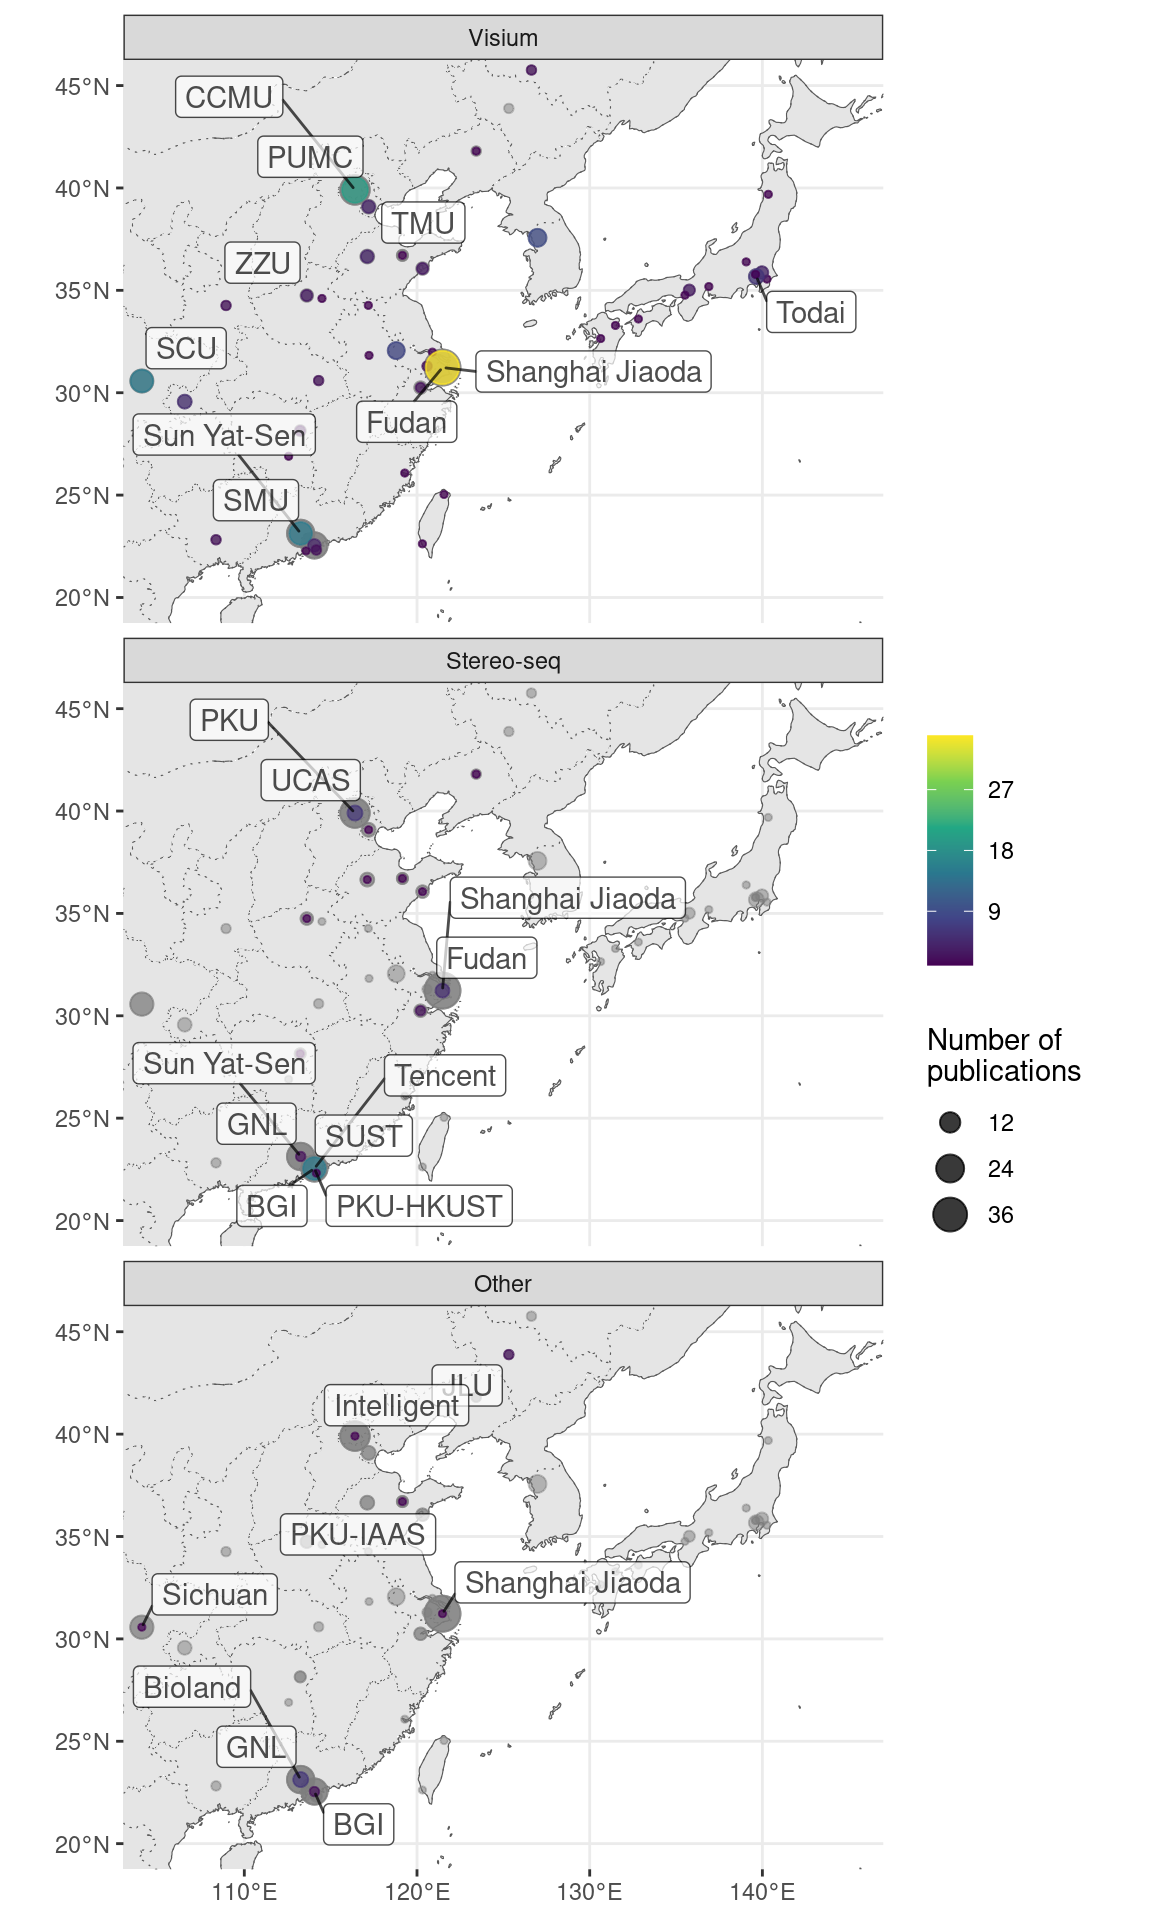 Visium
45°N
CCMU
PUMC
40°N
TMU
ZZU
35°N
Todai
SCU
Shanghai Jiaoda
30°N
Fudan
Sun Yat-Sen
25°N
SMU
20°N
Stereo-seq
45°N
PKU
UCAS
40°N
Shanghai Jiaoda
35°N
Fudan
30°N
Sun Yat-Sen
Tencent
25°N
GNL
SUST
BGI
PKU-HKUST
20°N
27
18
9
Number of
publications
12
24
36
Other
45°N
JLU
Intelligent
40°N
PKU-IAAS
35°N
Shanghai Jiaoda
Sichuan
30°N
Bioland
25°N
GNL
BGI
20°N
110°E
120°E
130°E
140°E